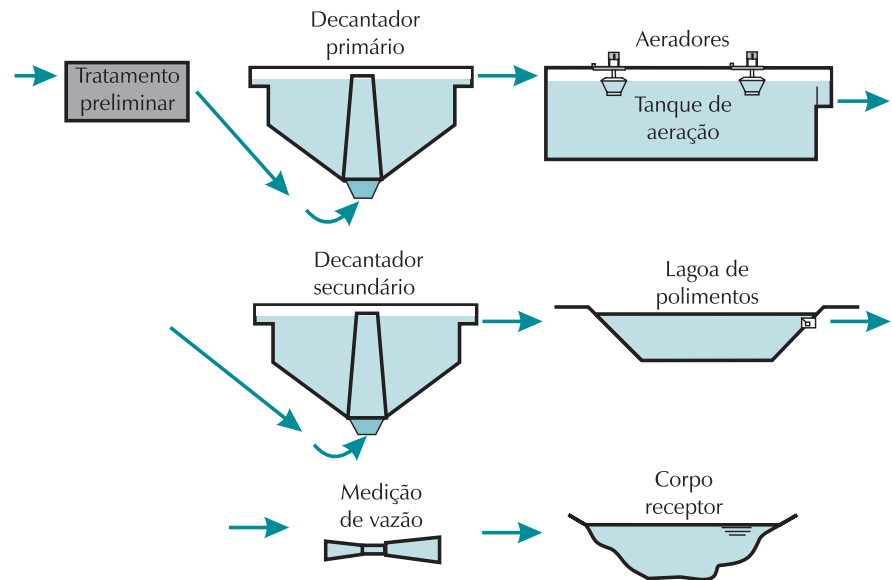 Tratamento
preliminar
Decantador
primário
Aeradores
Tanque de
aeração
Decantador
secundário
Lagoa de
polimentos
Medição
de vazão
Corpo
receptor